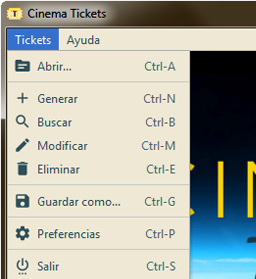 T Cinema Tickets
Tickets Ayuda
Abrir... Ctrl-A
Generar Ctrl-N
Buscar Ctrl-B
Modificar Ctrl-M
Eliminar Ctrl-E
Guardar como... Ctrl-G
Preferencias Ctrl-P
Salir Ctrl-S
CIN